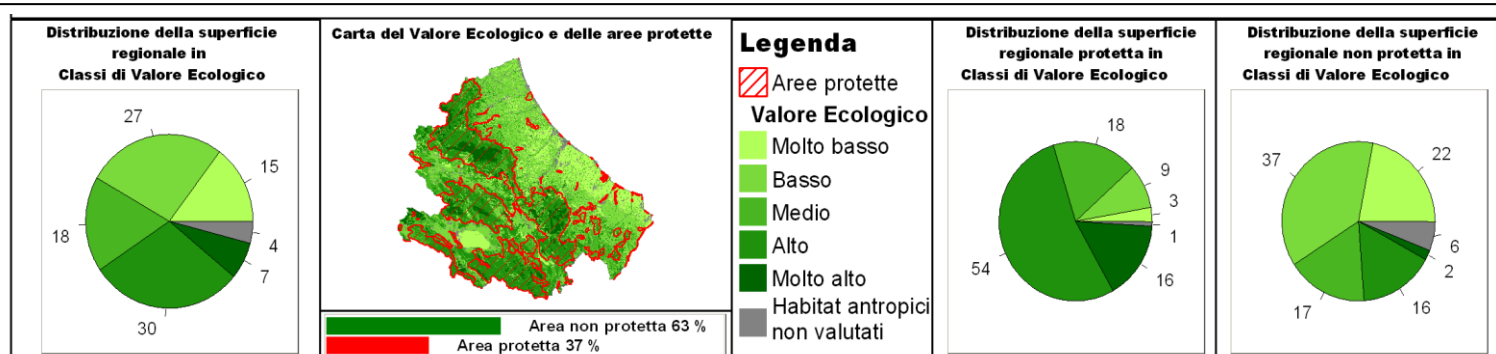 Distribuzione della superficie
regionale in
Classi di Valore Ecologico
27
15
18
4
7
30
Carta del Valore Ecologico e delle aree protette
Area non protetta 63 %
Area protetta 37 %
Legenda
Aree protette
Valore Ecologico
Molto basso
Basso
Medio
Alto
Molto alto
Habitat antropici
non valutati
Distribuzione della superficie
regionale protetta in
Classi di Valore Ecologico
18
9
3
1
54
16
Distribuzione della superficie
regionale non protetta in
Classi di Valore Ecologico
37
22
6
2
17
16